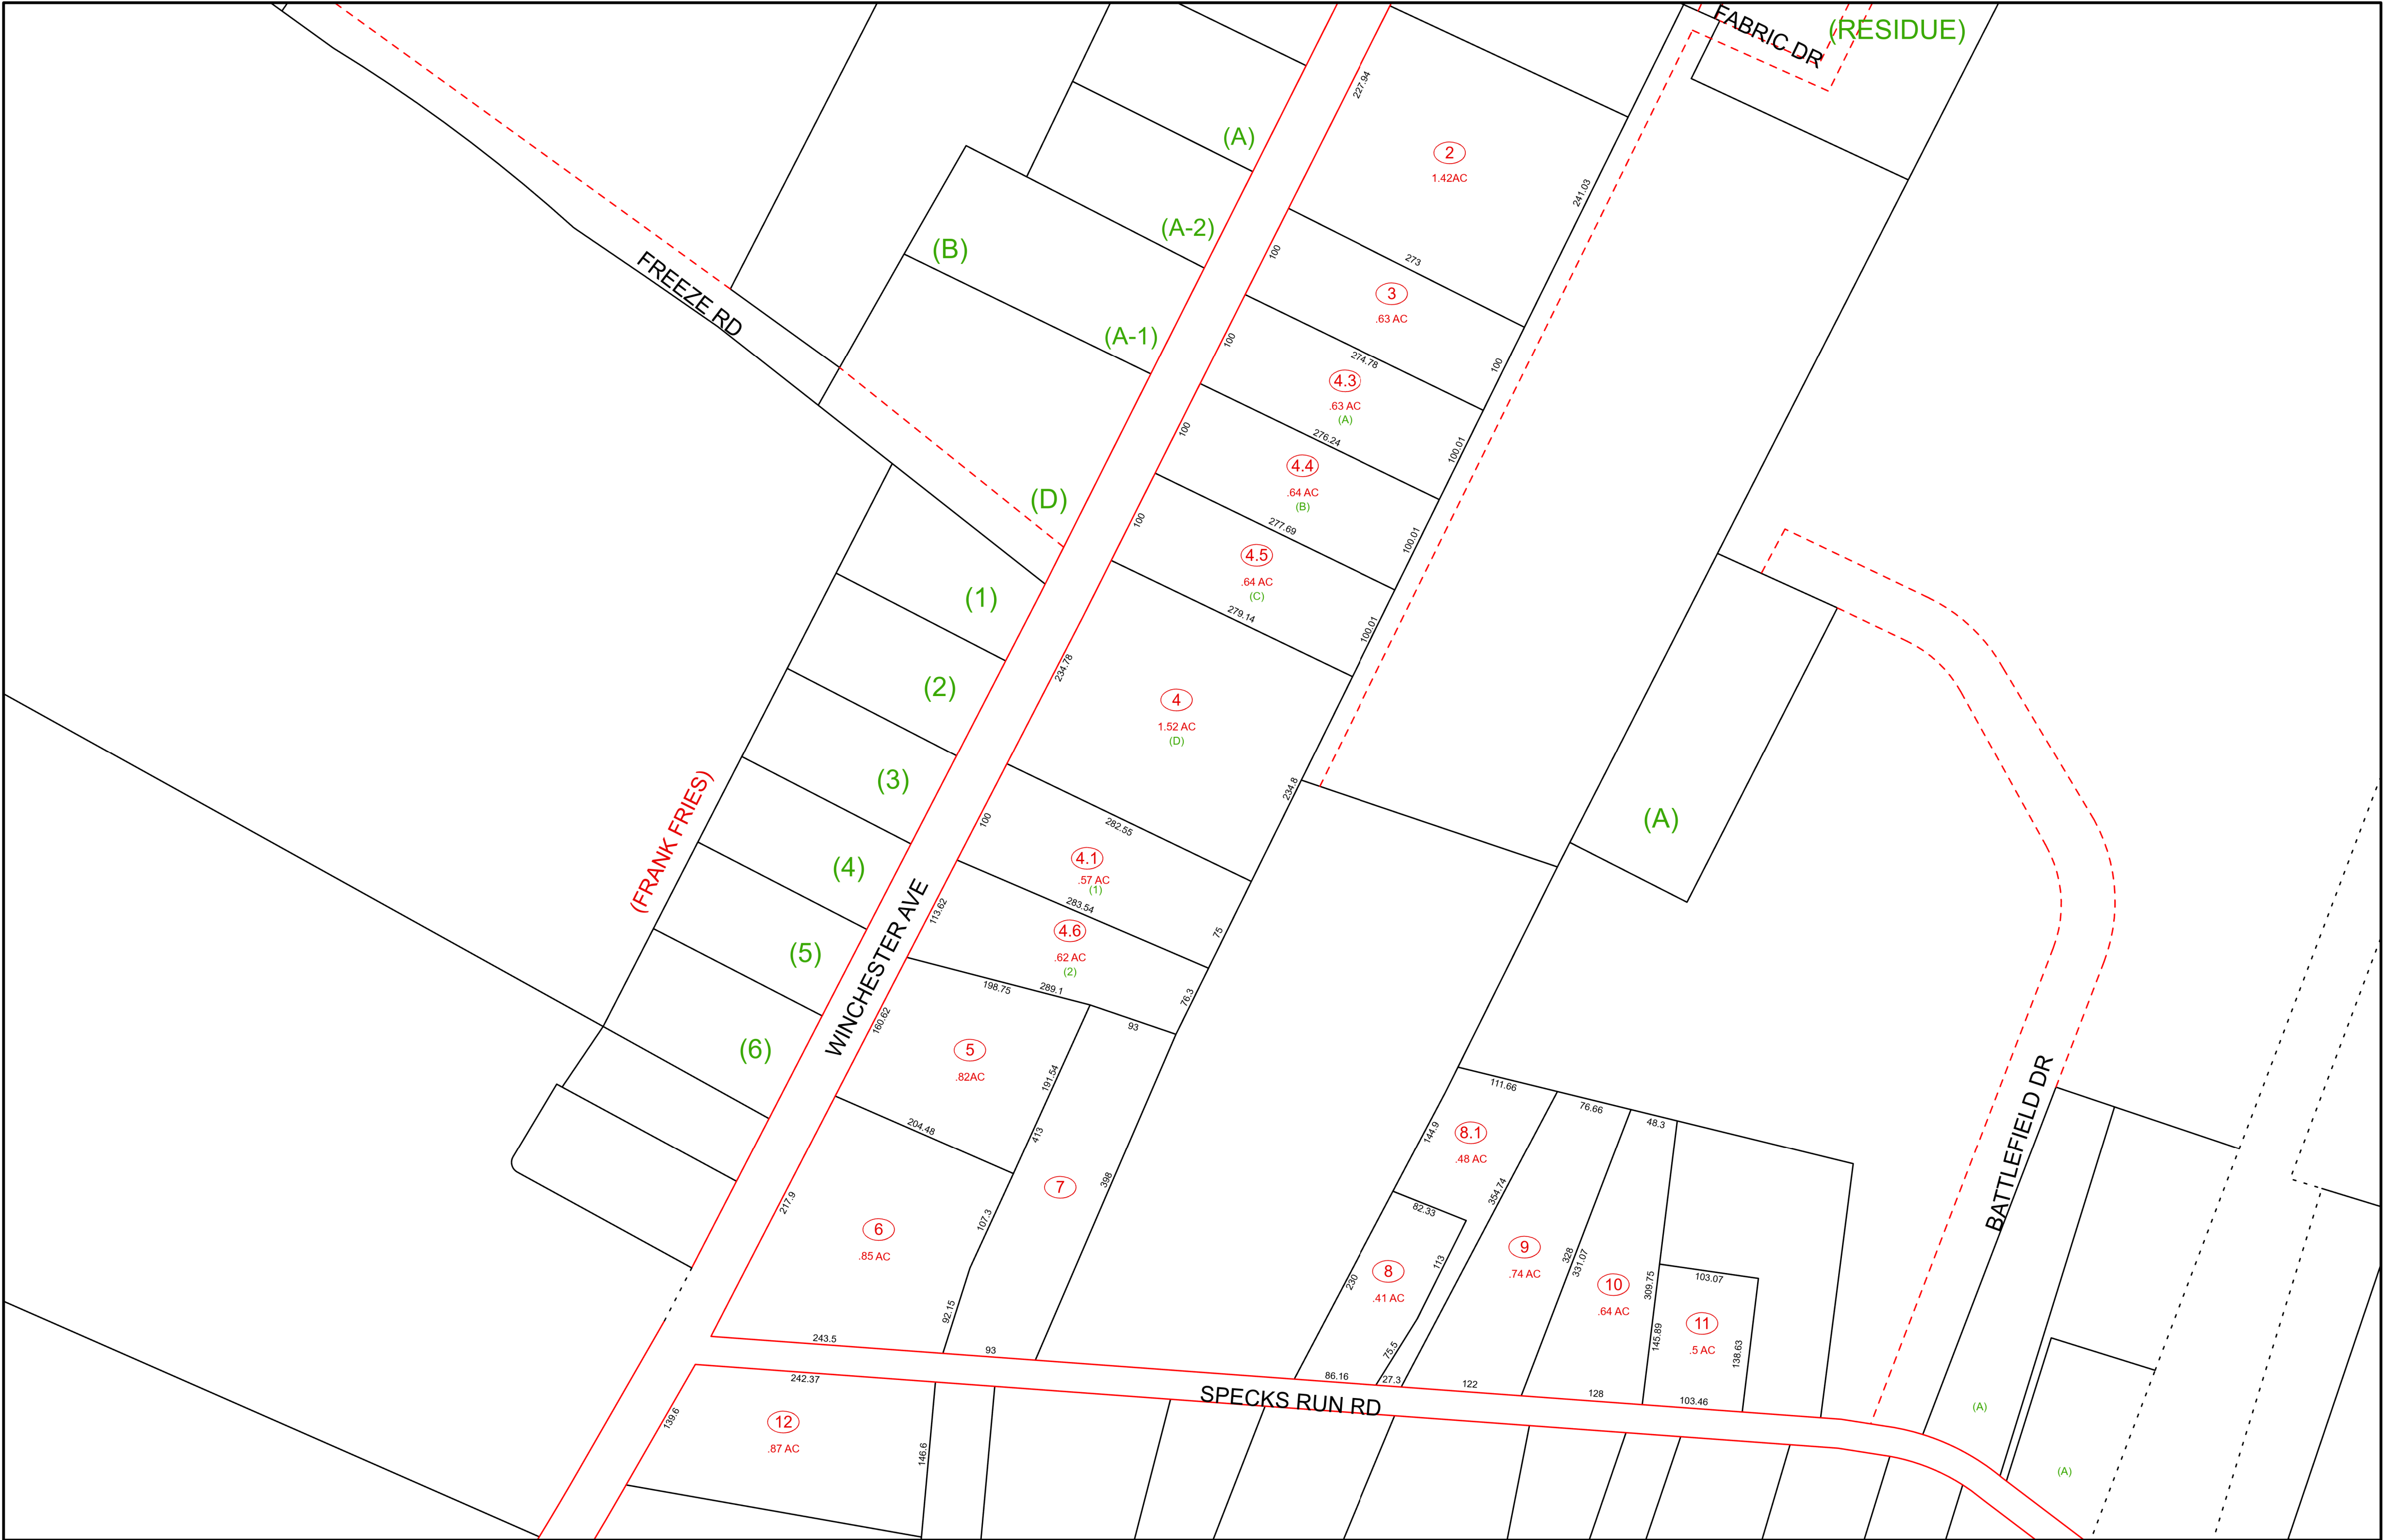 FABRIC DR
(RESIDUE)
227.94
(A)
2
1.42AC
241.03
(A-2)
(B)
100
273
FREEZE RD
3
.63 AC
(A-1)
100
274.78
100
4.3
.63 AC
(A)
100
276.24
100.01
4.4
.64 AC
(B)
(D)
100
277.69
100.01
4.5
.64 AC
(C)
(1)
279.14
100.01
234.78
(2)
4
1.52 AC
(D)
(3)
234.8
(A)
(FRANK FRIES)
100
282.55
(4)
4.1
.57 AC
(1)
WINCHESTER AVE
113.62
283.54
75
4.6
.62 AC
(2)
(5)
198.75
289.1
76.3
160.62
93
(6)
5
.82AC
191.54
BATTLEFIELD DR
111.66
76.66
48.3
204.48
413
144.9
8.1
.48 AC
7
398
354.74
217.9
107.3
82.33
6
.85 AC
9
.74 AC
328
331.07
113
8
.41 AC
230
10
.64 AC
309.75
103.07
92.15
11
.5 AC
145.89
138.63
243.5
93
75.5
86.16
27.3
122
128
103.46
242.37
SPECKS RUN RD
139.6
12
.87 AC
146.6
(A)
(A)